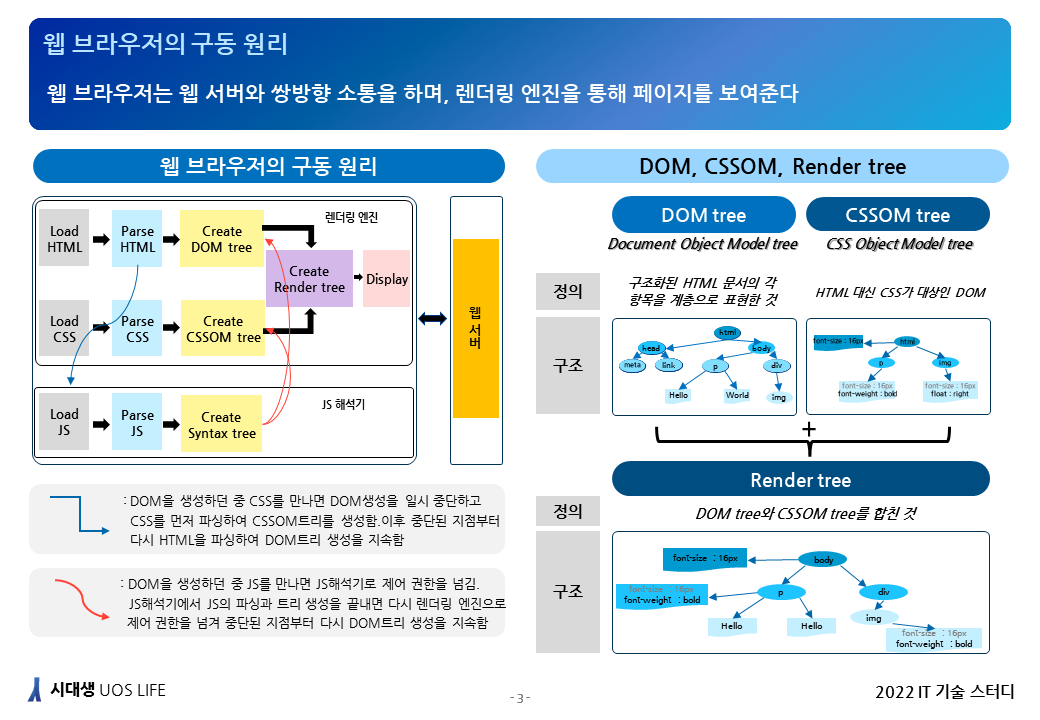 웹 브라우저의 구동 원리
웹 브라우저는 웹 서버와 쌍방향 소통을 하며, 렌더링 엔진을 통해 페이지를 보여준다
웹 브라우저의 구동 원리
렌더링 엔진
Load HTML
Parse HTML
Create DOM tree
Create Render tree
Display
Load CSS
Parse CSS
Create CSSOM tree
웹 서버
JS 해석기
Load JS
Parse JS
Create Syntax tree
: DOM을 생성하던 중 CSS를 만나면 DOM생성을 일시 중단하고
CSS를 먼저 파싱하여 CSSOM트리를 생성함.이후 중단된 지점부터
다시 HTML을 파싱하여 DOM트리 생성을 지속함
: DOM을 생성하던 중 JS를 만나면 JS해석기로 제어 권한을 넘김.
JS해석기에서 JS의 파싱과 트리 생성을 끝내면 다시 렌더링 엔진으로
제어 권한을 넘겨 중단된 지점부터 다시 DOM트리 생성을 지속함
DOM, CSSOM, Render tree
DOM tree
CSSOM tree
Document Object Model tree
CSS Object Model tree
정의
구조화된 HTML 문서의 각
항목을 계층으로 표현한 것
HTML 대신 CSS가 대상인 DOM
구조
html
head
body
meta
link
p
div
Hello
World
img
font-size : 16px
html
p
img
font-size : 16px
font-weight : bold
font-size : 16px
float : right
+
Render tree
정의
DOM tree와 CSSOM tree를 합친 것
구조
font-size : 16px
body
font-size : 16px
font-weight : bold
p
div
Hello
Hello
img
font-size : 16px
font-weight : bold
시대생 UOS LIFE
- 3 -
2022 IT 기술 스터디